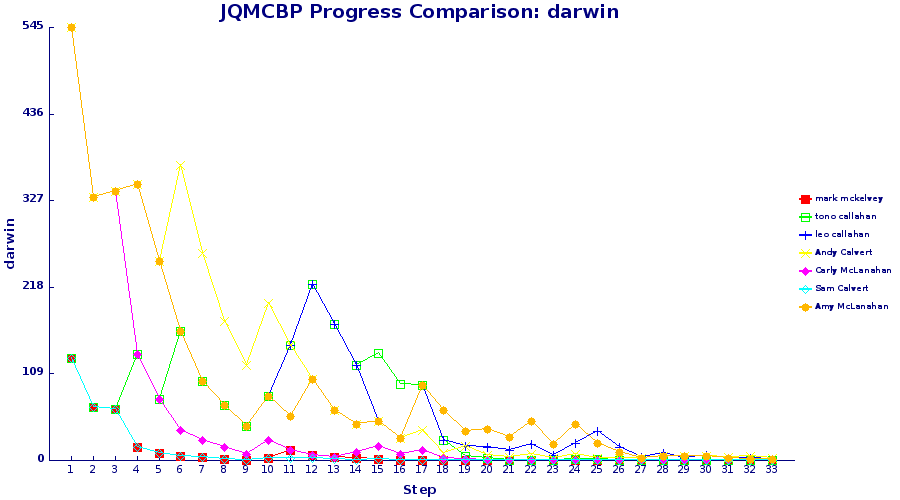 JQMCBP Progress Comparison: darwin
545
436
327
218
109
0
darwin
1 2 3 4 5 6 7 8 9 10 11 12 13 14 15 16 17 18 19 20 21 22 23 24 25 26 27 28 29 30 31 32 33
Step
mark mckelvey
tono callahan
leo callahan
Andy Calvert
Carly McLanahan
Sam Calvert
Amy McLanahan